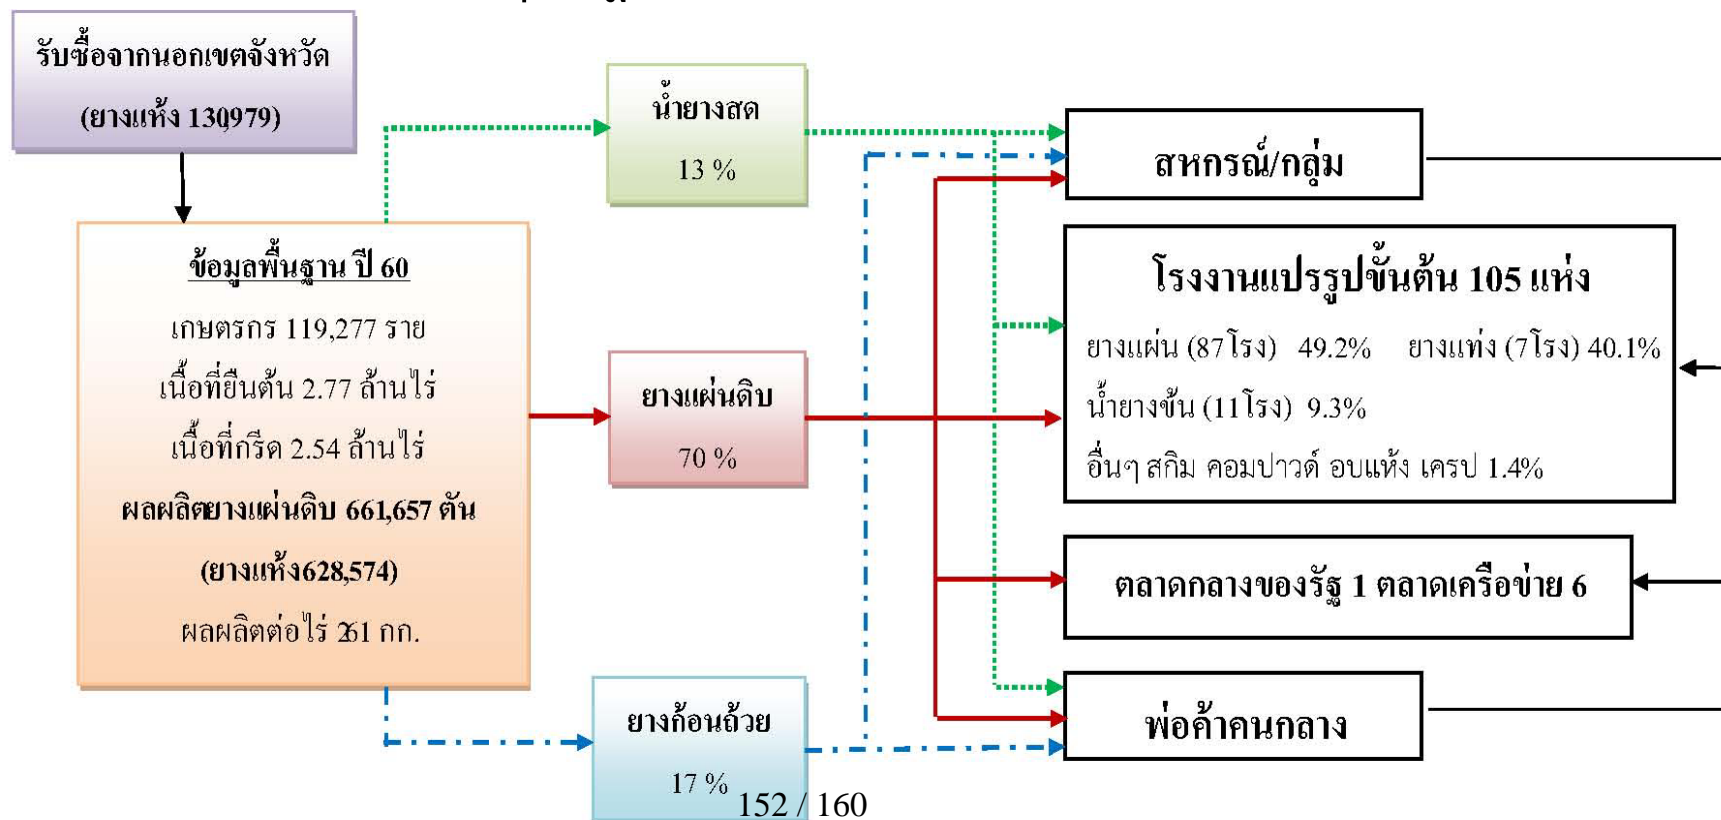 รับซื้อจากนอกเขตจังหวัด
(ยางแห้ง 130,979)
น้ำยางสด
13 %
สหกรณ์/กลุ่ม
ข้อมูลพื้นฐาน ปี 60
เกษตรกร 119,277 ราย
เนื้อที่ยืนต้น 2.77 ล้านไร่
เนื้อที่กรีด 2.54 ล้านไร่
ผลผลิตยางแผ่นดิบ 661,657 ตัน
(ยางแห้ง628,574)
ผลผลิตต่อไร่ 261 กก.
ยางแผ่นดิบ
70 %
โรงงานแปรรูปขั้นต้น 105 แห่ง
ยางแผ่น (87โรง) 49.2% ยางแท่ง (7โรง) 40.1%
น้ำยางข้น (11โรง) 9.3%
อื่นๆ สกิม คอมปาวด์ อบแห้ง เครป 1.4%
ตลาดกลางของรัฐ 1 ตลาดเครือข่าย 6
ยางก้อนถ้วย
17 %
พ่อค้าคนกลาง
152 / 160